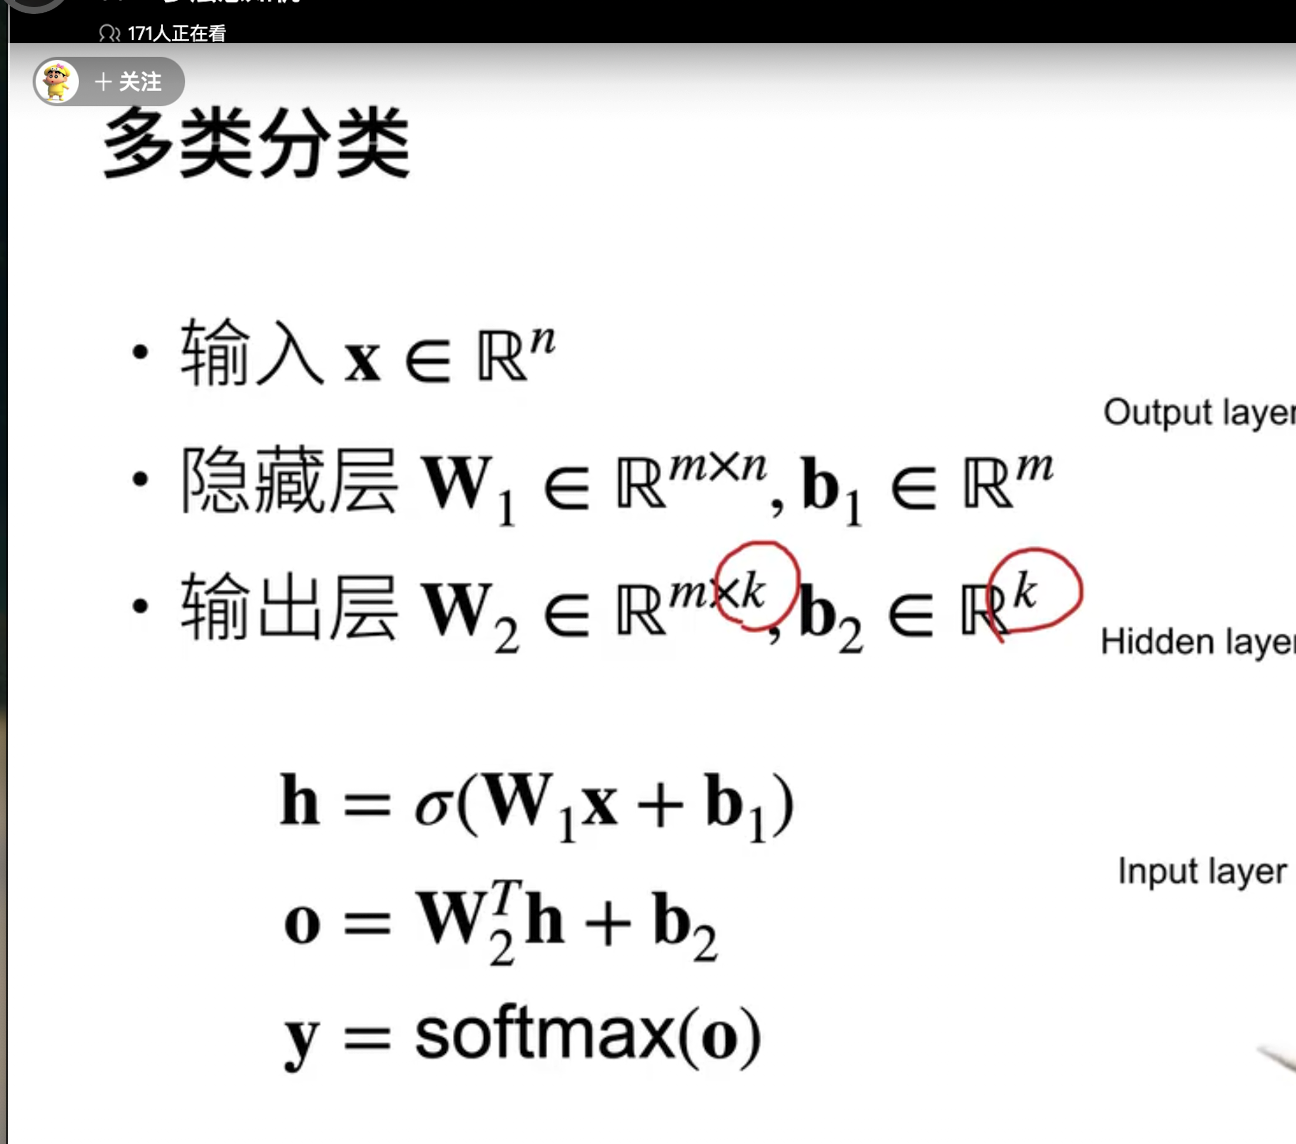 171人正在看
+ 关注
多类分类
• 输入 x ∈ ℝⁿ
Output layer
• 隐藏层 W₁ ∈ ℝᵐˣⁿ, b₁ ∈ ℝᵐ
• 输出层 W₂ ∈ ℝᵐˣᵏ, b₂ ∈ ℝᵏ
Hidden layer
h = σ(W₁x + b₁)
Input layer
o = W₂ᵀh + b₂
y = softmax(o)